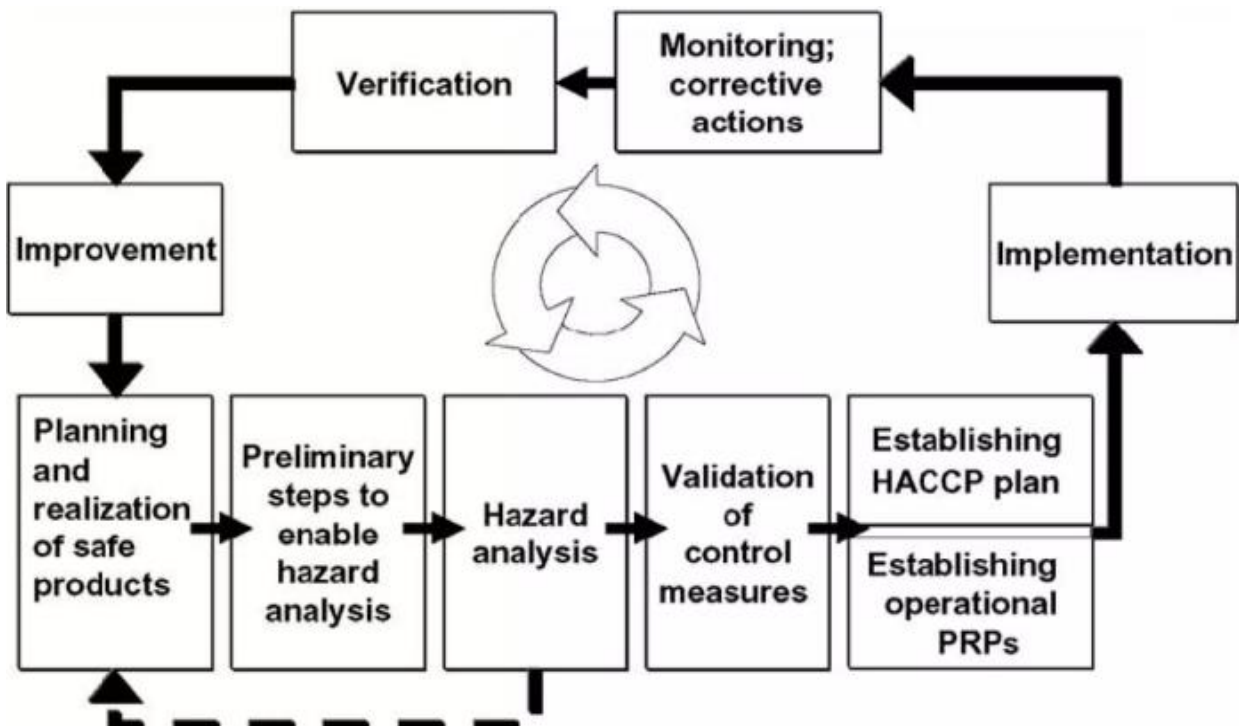 Monitoring;
corrective
actions
Verification
Improvement
Implementation
Planning
and
realization
of safe
products
Preliminary
steps to
enable
hazard
analysis
Hazard
analysis
Validation
of
control
measures
Establishing
HACCP plan
Establishing
operational
PRPs